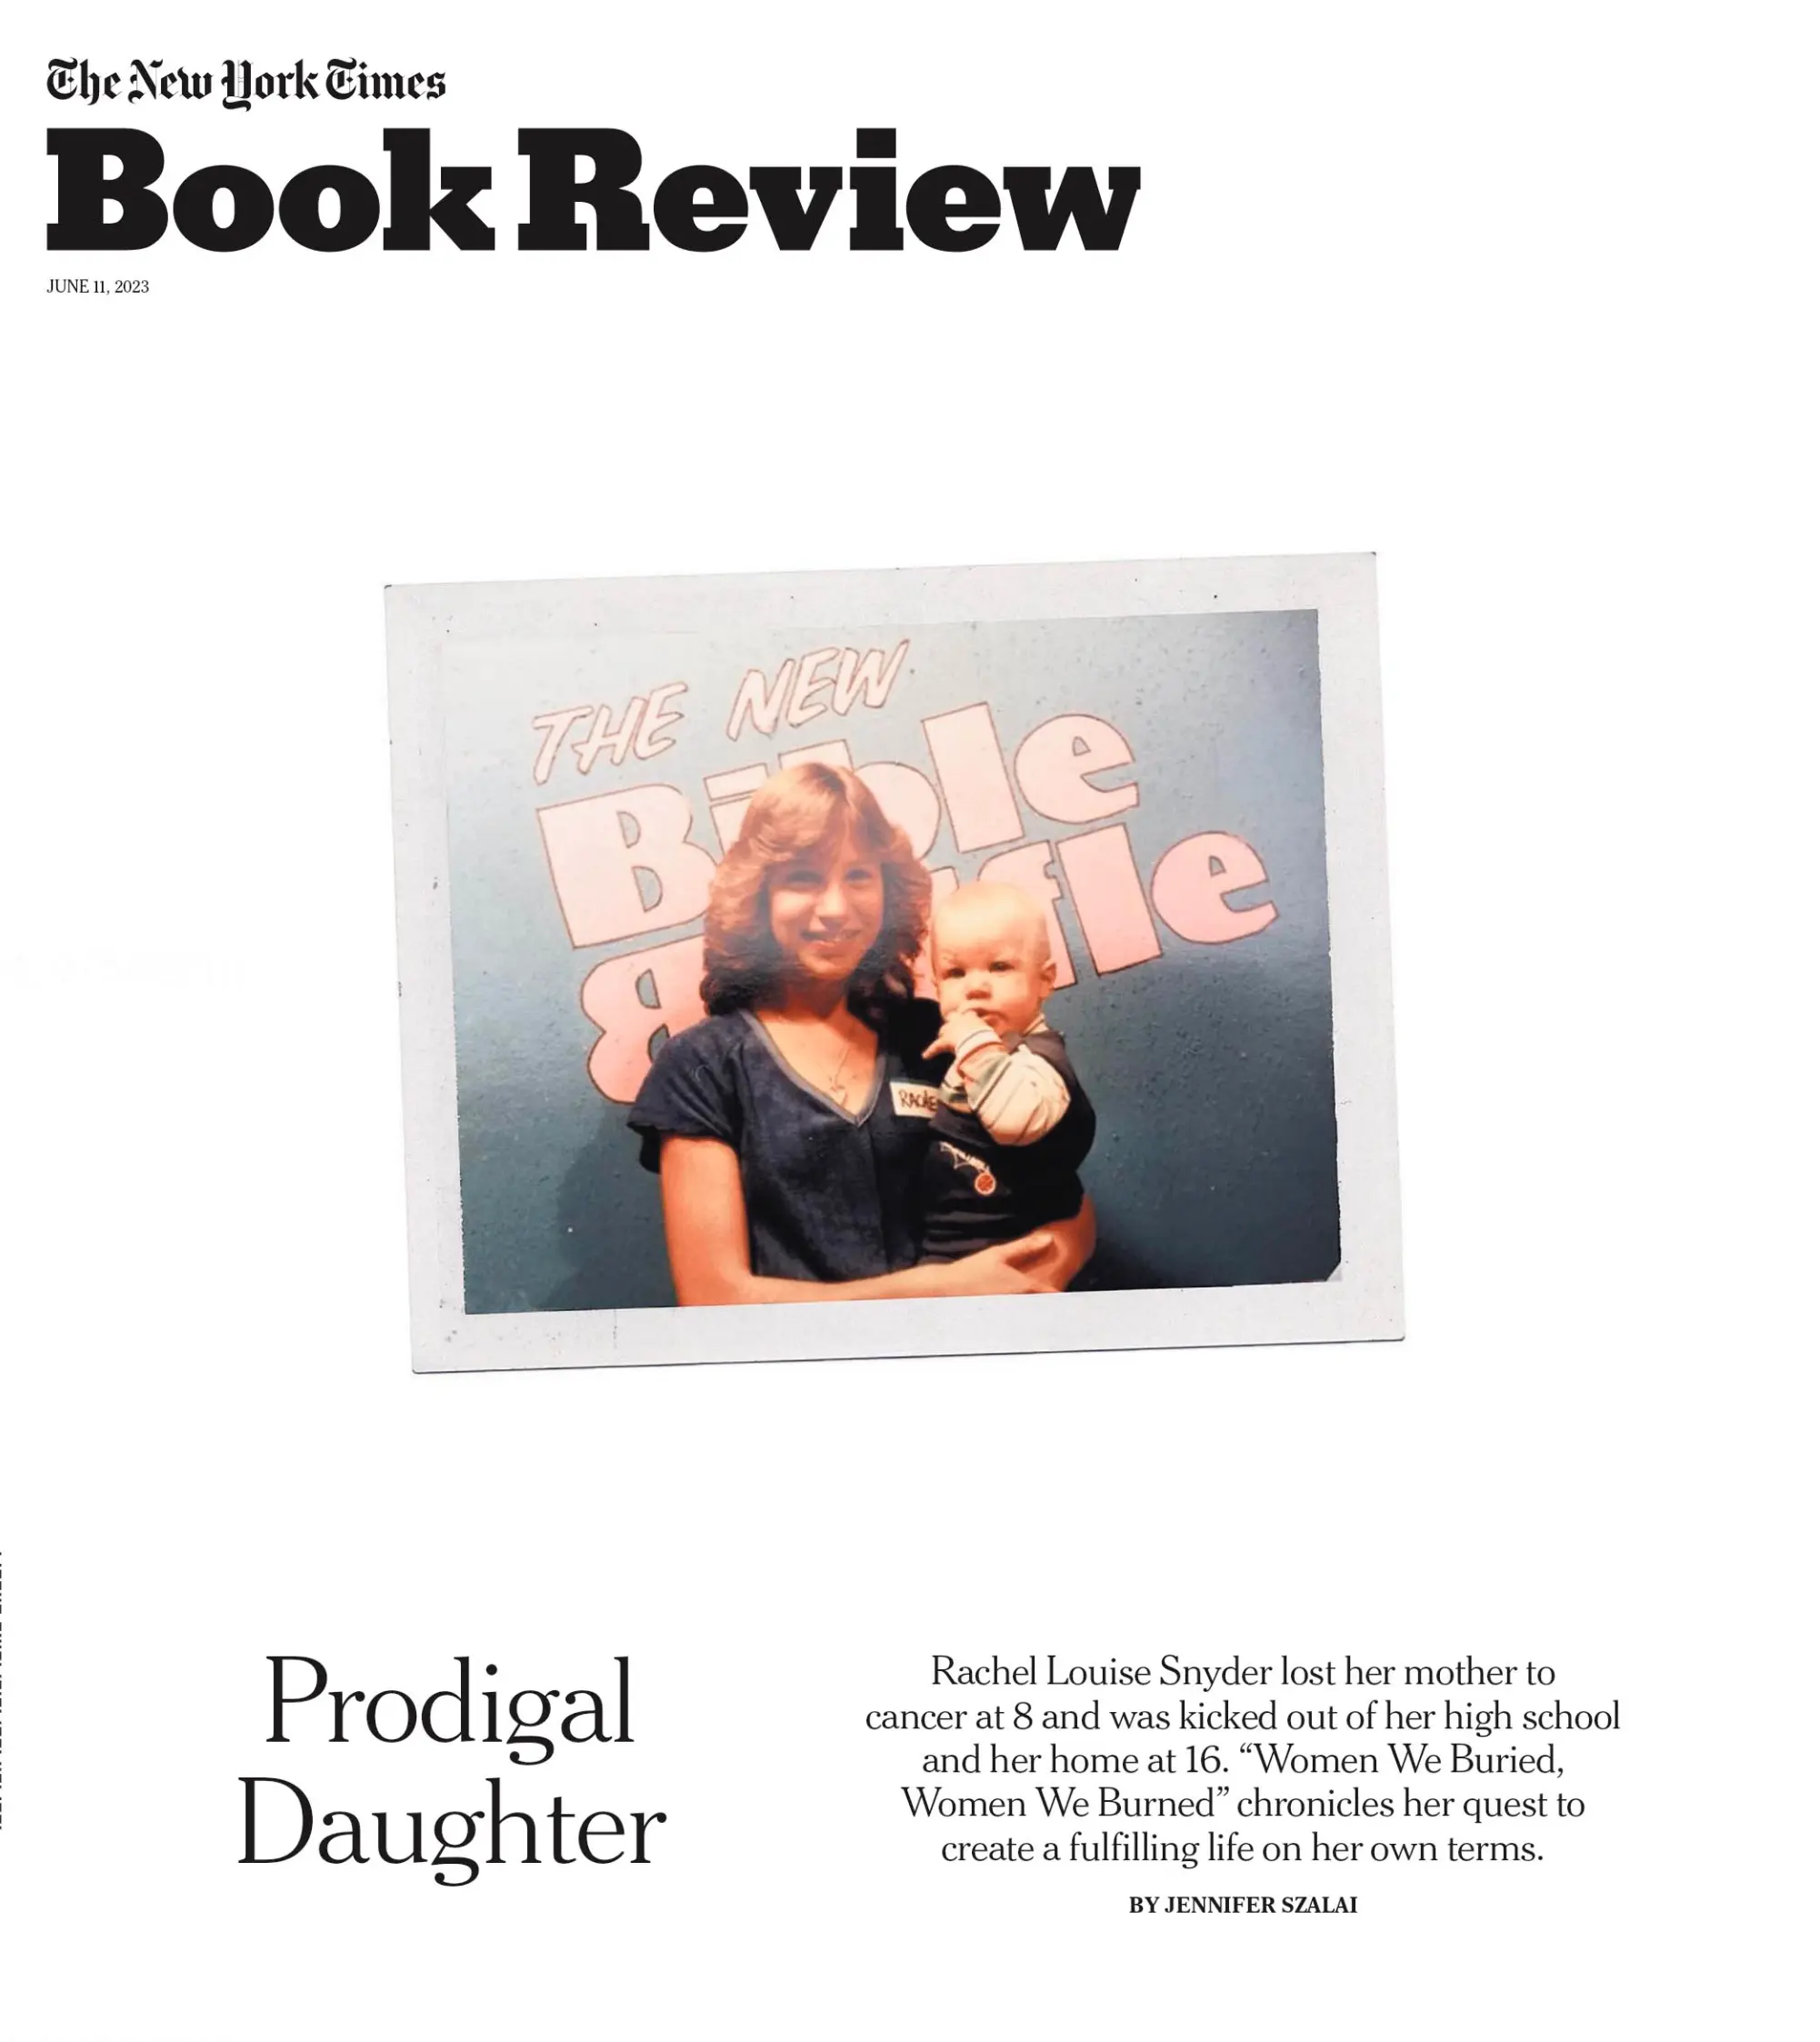 The New York Times
Book Review
JUNE 11, 2023
THE NEW
Bible
RACHE
Prodigal
Daughter
Rachel Louise Snyder lost her mother to
cancer at 8 and was kicked out of her high school
and her home at 16. “Women We Buried,
Women We Burned” chronicles her quest to
create a fulfilling life on her own terms.
BY JENNIFER SZALAI